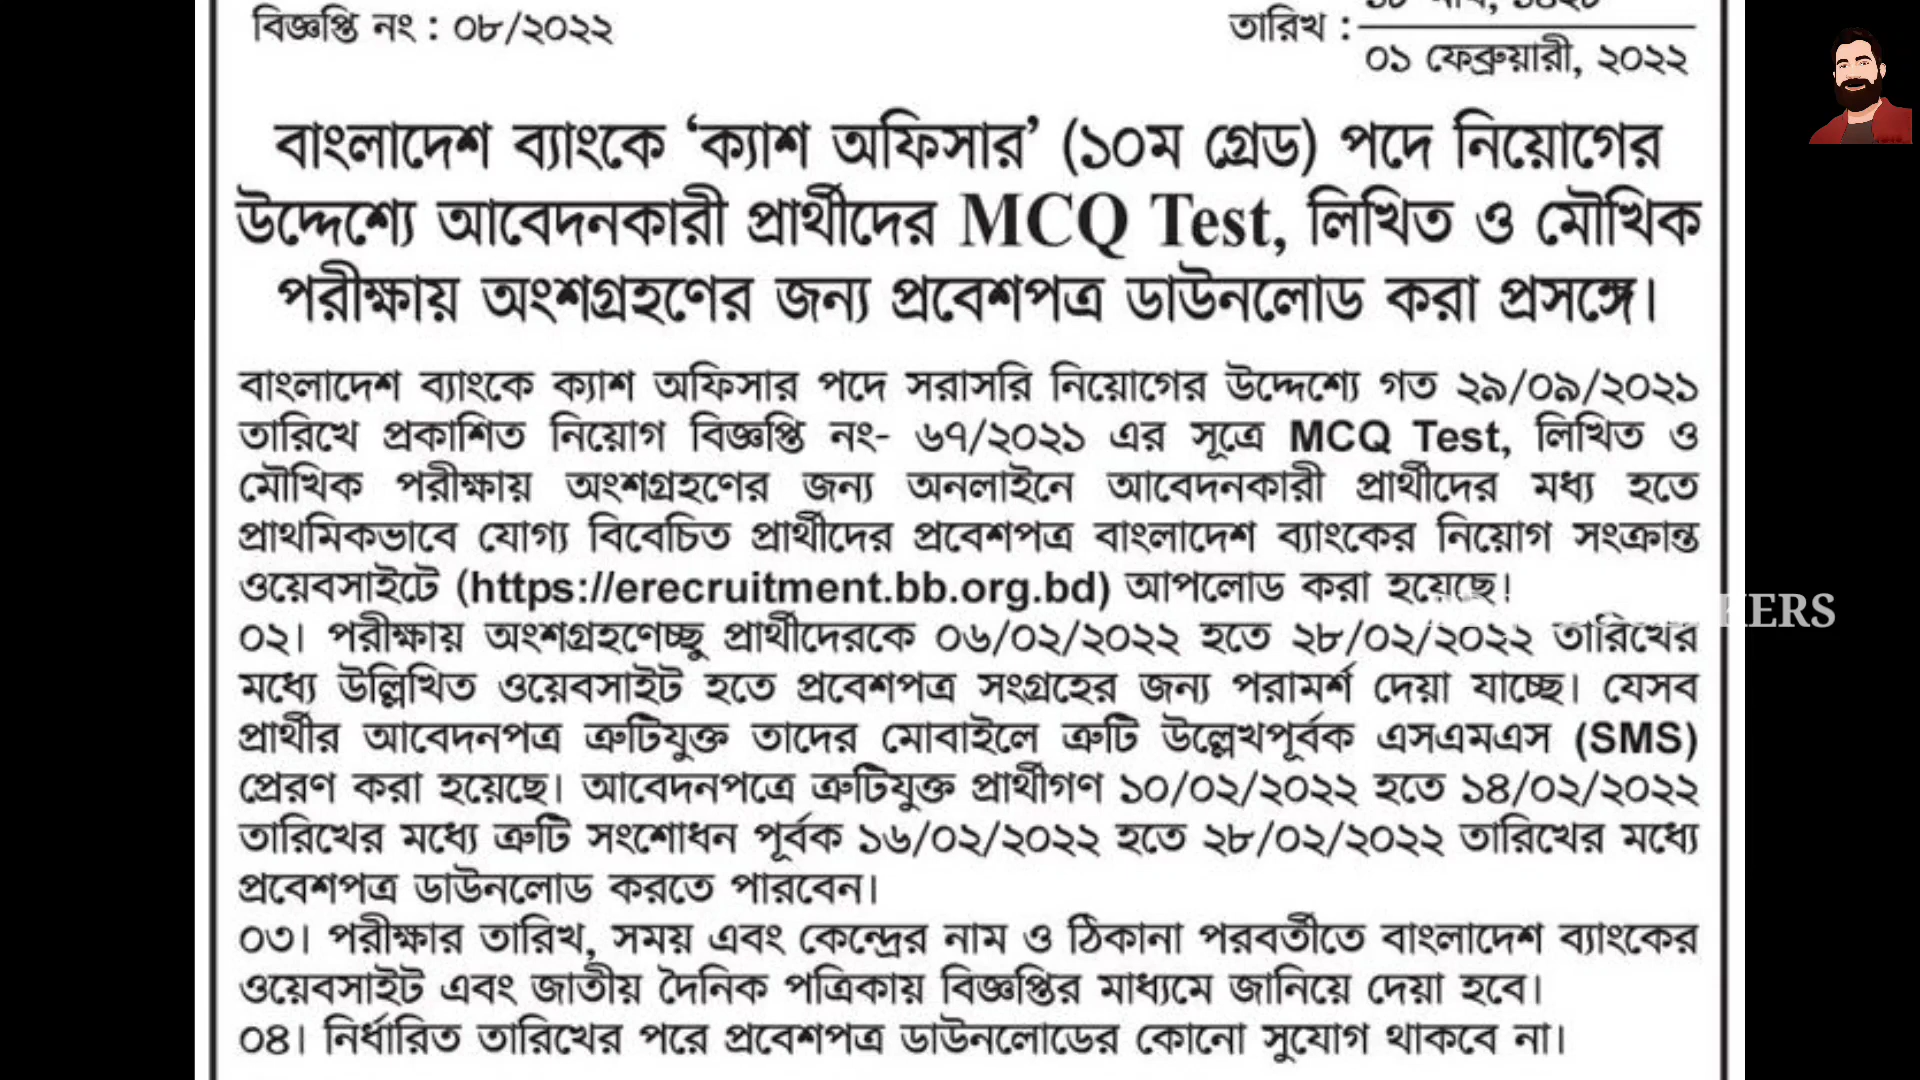 বিজ্ঞপ্তি নং : ০৮/২০২২
তারিখ :
০১ ফেব্রুয়ারী, ২০২২
বাংলাদেশ ব্যাংকে ‘ক্যাশ অফিসার’ (১০ম গ্রেড) পদে নিয়োগের
উদ্দেশ্যে আবেদনকারী প্রার্থীদের MCQ Test, লিখিত ও মৌখিক
পরীক্ষায় অংশগ্রহণের জন্য প্রবেশপত্র ডাউনলোড করা প্রসঙ্গে।
বাংলাদেশ ব্যাংকে ক্যাশ অফিসার পদে সরাসরি নিয়োগের উদ্দেশ্যে গত ২৯/০৯/২০২১
তারিখে প্রকাশিত নিয়োগ বিজ্ঞপ্তি নং- ৬৭/২০২১ এর সূত্রে MCQ Test, লিখিত ও
মৌখিক পরীক্ষায় অংশগ্রহণের জন্য অনলাইনে আবেদনকারী প্রার্থীদের মধ্য হতে
প্রাথমিকভাবে যোগ্য বিবেচিত প্রার্থীদের প্রবেশপত্র বাংলাদেশ ব্যাংকের নিয়োগ সংক্রান্ত
ওয়েবসাইটে (https://erecruitment.bb.org.bd) আপলোড করা হয়েছে।
০২। পরীক্ষায় অংশগ্রহণেচ্ছু প্রার্থীদেরকে ০৬/০২/২০২২ হতে ২৮/০২/২০২২ তারিখের
মধ্যে উল্লিখিত ওয়েবসাইট হতে প্রবেশপত্র সংগ্রহের জন্য পরামর্শ দেয়া যাচ্ছে। যেসব
প্রার্থীর আবেদনপত্র ত্রুটিযুক্ত তাদের মোবাইলে ত্রুটি উল্লেখপূর্বক এসএমএস (SMS)
প্রেরণ করা হয়েছে। আবেদনপত্রে ত্রুটিযুক্ত প্রার্থীগণ ১০/০২/২০২২ হতে ১৪/০২/২০২২
তারিখের মধ্যে ত্রুটি সংশোধন পূর্বক ১৬/০২/২০২২ হতে ২৮/০২/২০২২ তারিখের মধ্যে
প্রবেশপত্র ডাউনলোড করতে পারবেন।
০৩। পরীক্ষার তারিখ, সময় এবং কেন্দ্রের নাম ও ঠিকানা পরবর্তীতে বাংলাদেশ ব্যাংকের
ওয়েবসাইট এবং জাতীয় দৈনিক পত্রিকায় বিজ্ঞপ্তির মাধ্যমে জানিয়ে দেয়া হবে।
০৪। নির্ধারিত তারিখের পরে প্রবেশপত্র ডাউনলোডের কোনো সুযোগ থাকবে না।